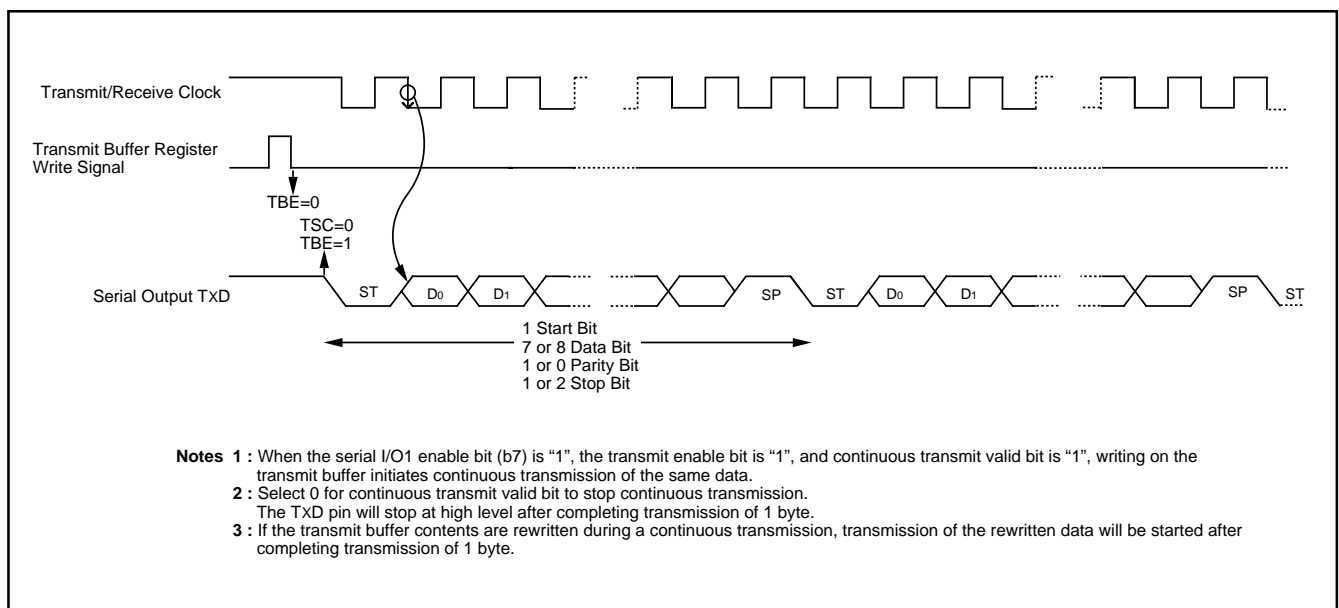 Transmit/Receive Clock
Transmit Buffer Register
Write Signal
TBE=0
TSC=0
TBE=1
Serial Output TXD
ST D0 D1 SP ST D0 D1 SP ST
1 Start Bit
7 or 8 Data Bit
1 or 0 Parity Bit
1 or 2 Stop Bit
Notes 1 : When the serial I/O1 enable bit (b7) is “1”, the transmit enable bit is “1”, and continuous transmit valid bit is “1”, writing on the
transmit buffer initiates continuous transmission of the same data.
2 : Select 0 for continuous transmit valid bit to stop continuous transmission.
The TXD pin will stop at high level after completing transmission of 1 byte.
3 : If the transmit buffer contents are rewritten during a continuous transmission, transmission of the rewritten data will be started after
completing transmission of 1 byte.